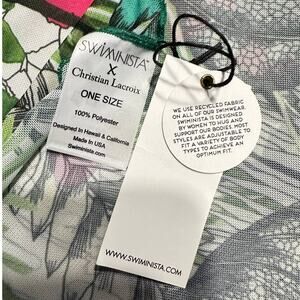 SWIMINISTA®
X
Christian Lacroix
ONE SIZE
100% Polyester
Designed in Hawaii & California
Made In USA
Swiminista.com
WE USE RECYCLED FABRIC
ON ALL OF OUR SWIMWEAR.
SWIMINISTA IS DESIGNED
BY WOMEN TO HUG AND
SUPPORT OUR BODIES. MOST
STYLES ARE ADJUSTABLE TO
FIT A VARIETY OF BODY
TYPES TO ACHIEVE AN
OPTIMUM FIT.
WWW.SWIMINISTA.COM